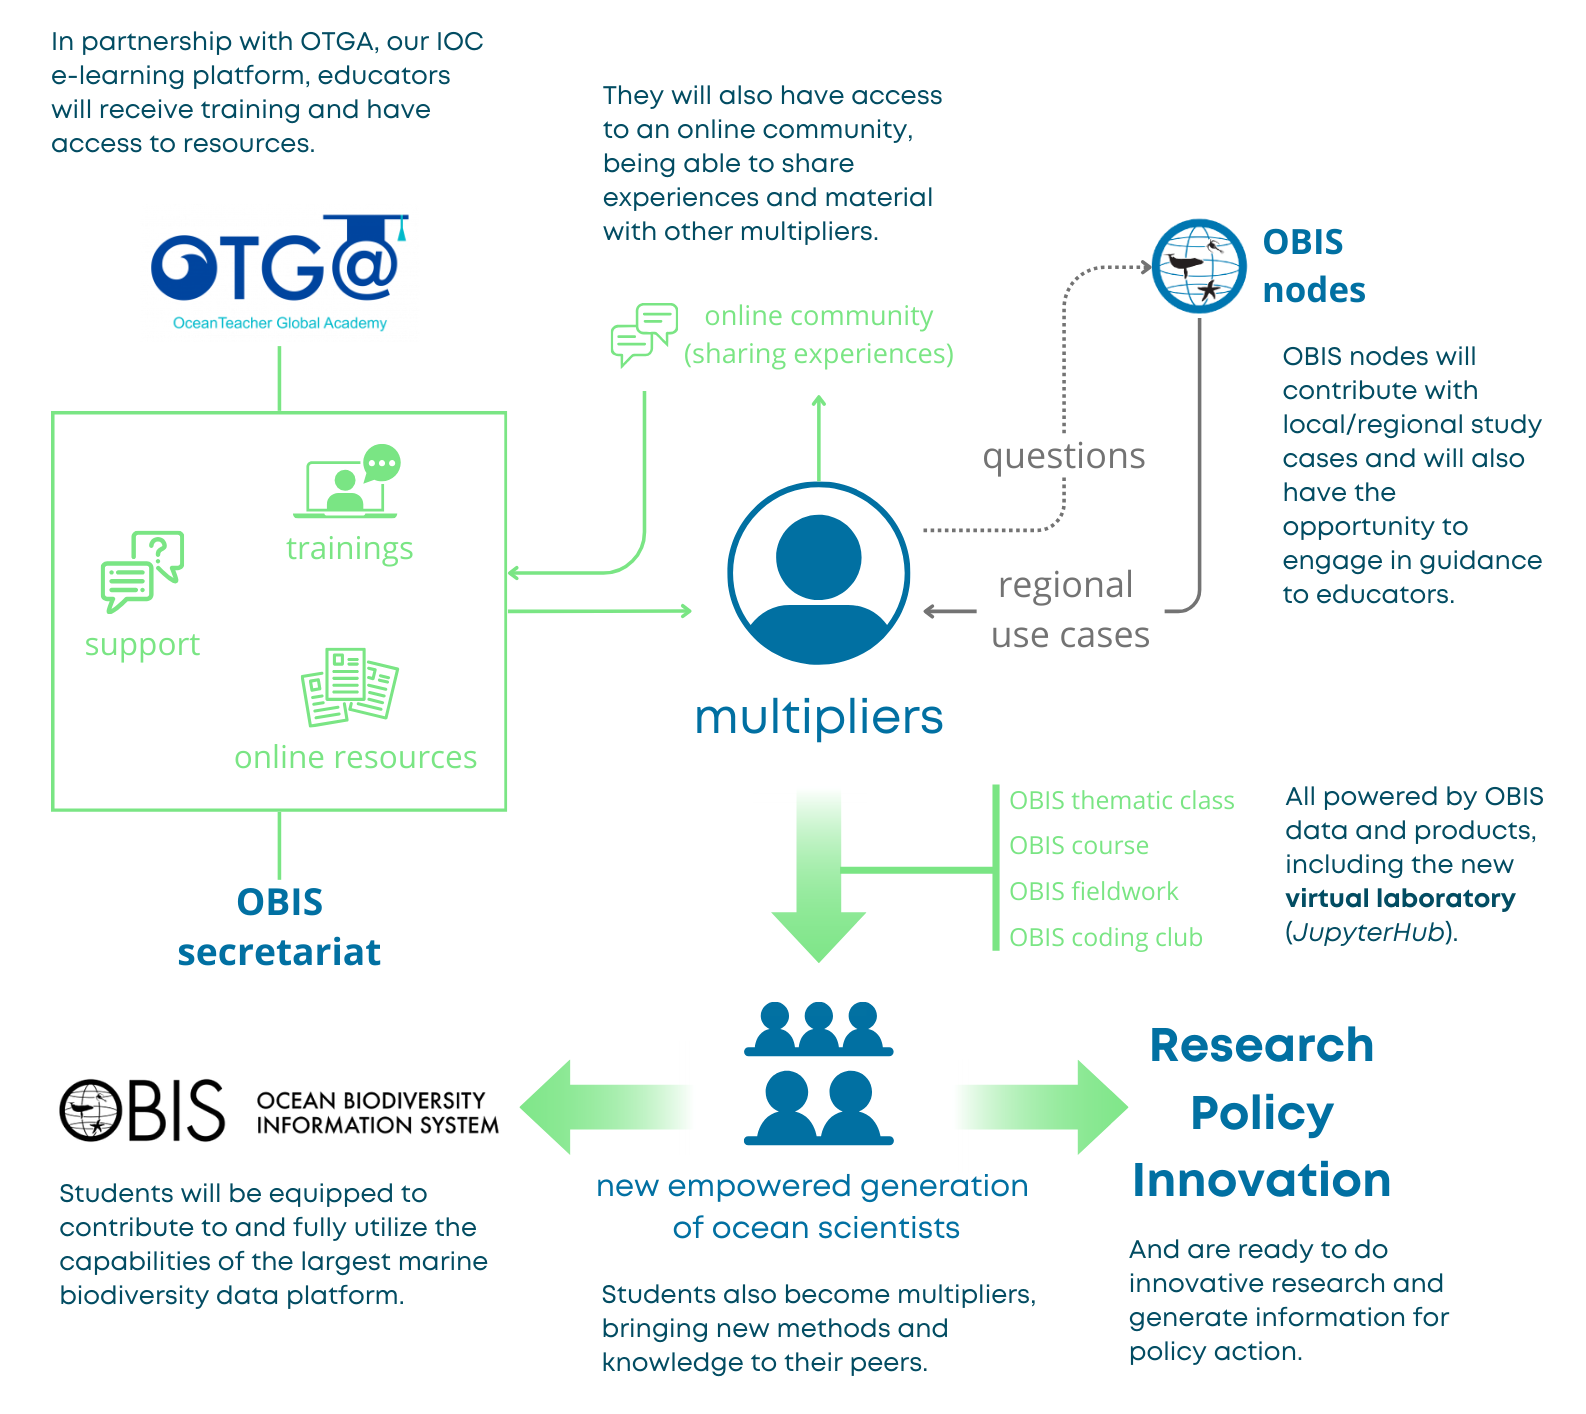 In partnership with OTGA, our IOC
e-learning platform, educators
will receive training and have
access to resources.
They will also have access
to an online community,
being able to share
experiences and material
with other multipliers.
OTG@
OceanTeacher Global Academy
online community
(sharing experiences)
OBIS
nodes
OBIS nodes will
contribute with
local/regional study
cases and will also
have the
opportunity to
engage in guidance
to educators.
questions
regional
use cases
trainings
support
online resources
multipliers
OBIS
secretariat
OBIS thematic class
OBIS course
OBIS fieldwork
OBIS coding club
All powered by OBIS
data and products,
including the new
virtual laboratory
(JupyterHub).
OBIS
OCEAN BIODIVERSITY
INFORMATION SYSTEM
Students will be equipped to
contribute to and fully utilize the
capabilities of the largest marine
biodiversity data platform.
new empowered generation
of ocean scientists
Students also become multipliers,
bringing new methods and
knowledge to their peers.
Research
Policy
Innovation
And are ready to do
innovative research and
generate information for
policy action.